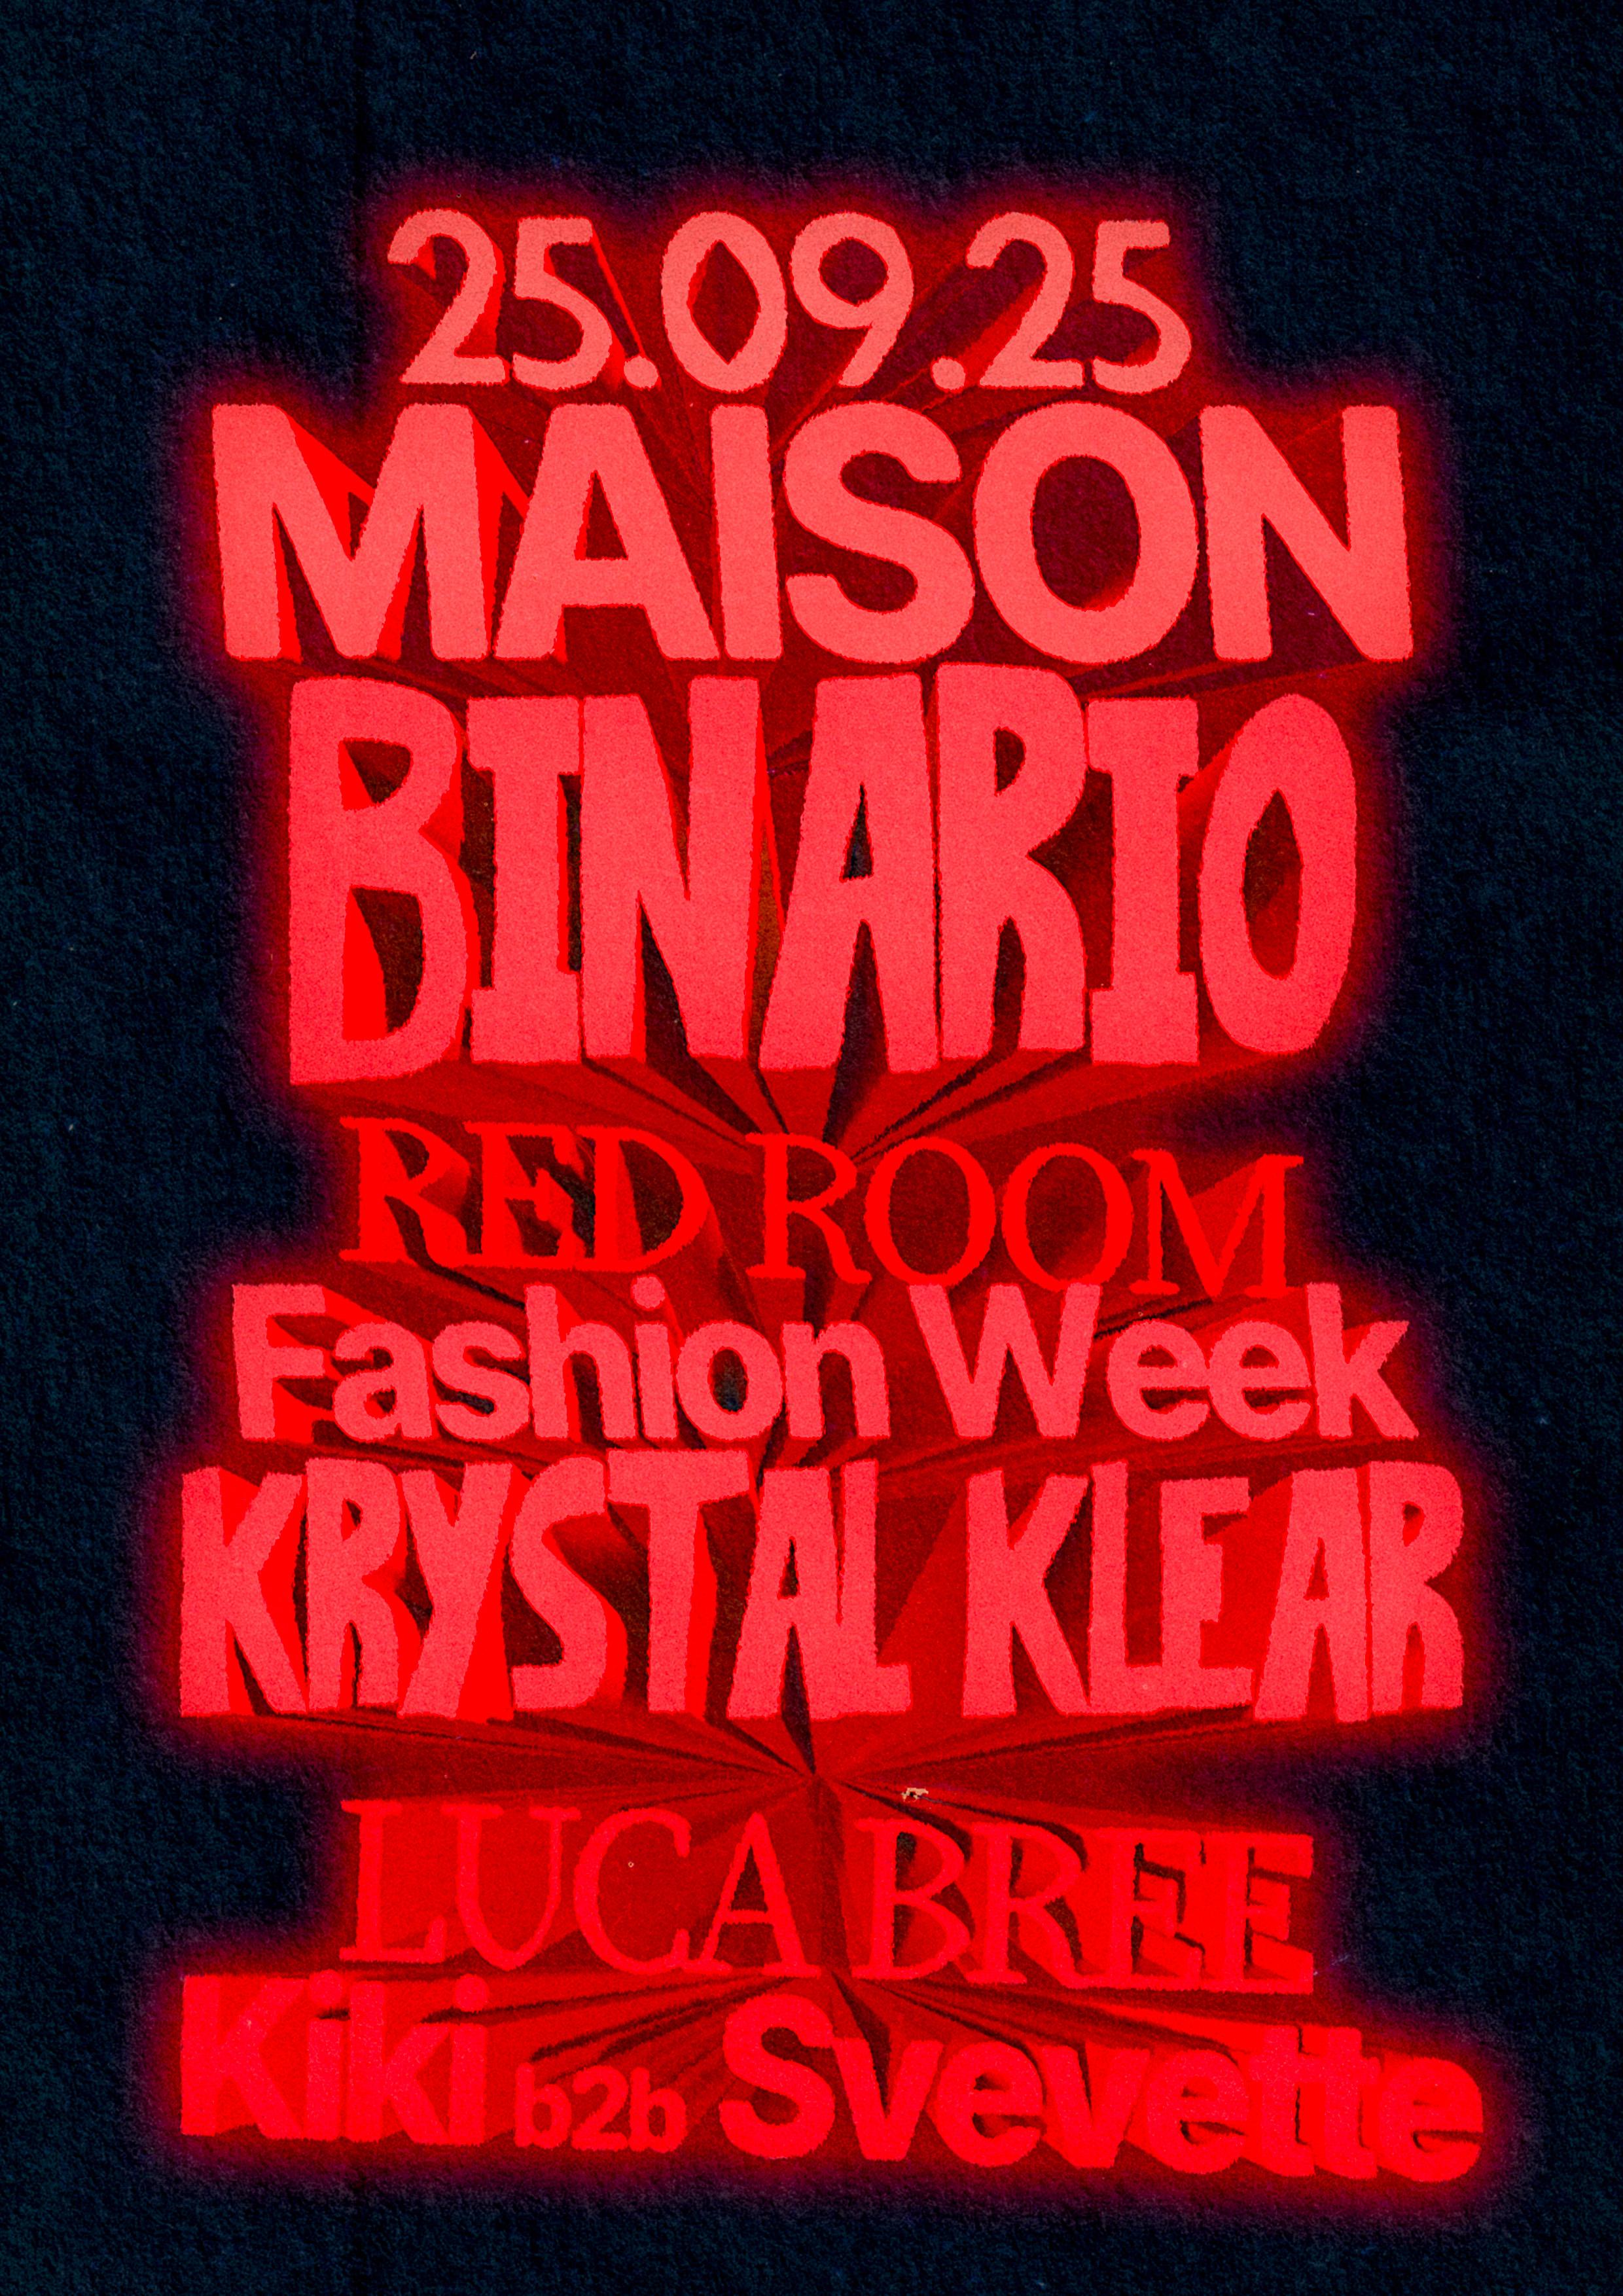 25.09.25
MAISON
BINARIO
RED ROOM
Fashion Week
KRYSTAL KLEAR
LUCA BREE
Kiki b2b Svevette